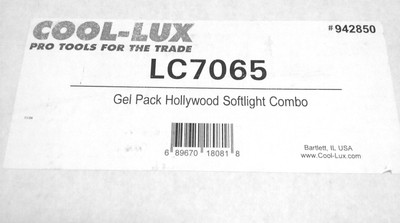 #942850
COOL-LUX
PRO TOOLS FOR THE TRADE
LC7065
Gel Pack Hollywood Softlight Combo
6 89670 18081 8
Bartlett, IL USA
www.Cool-Lux.com